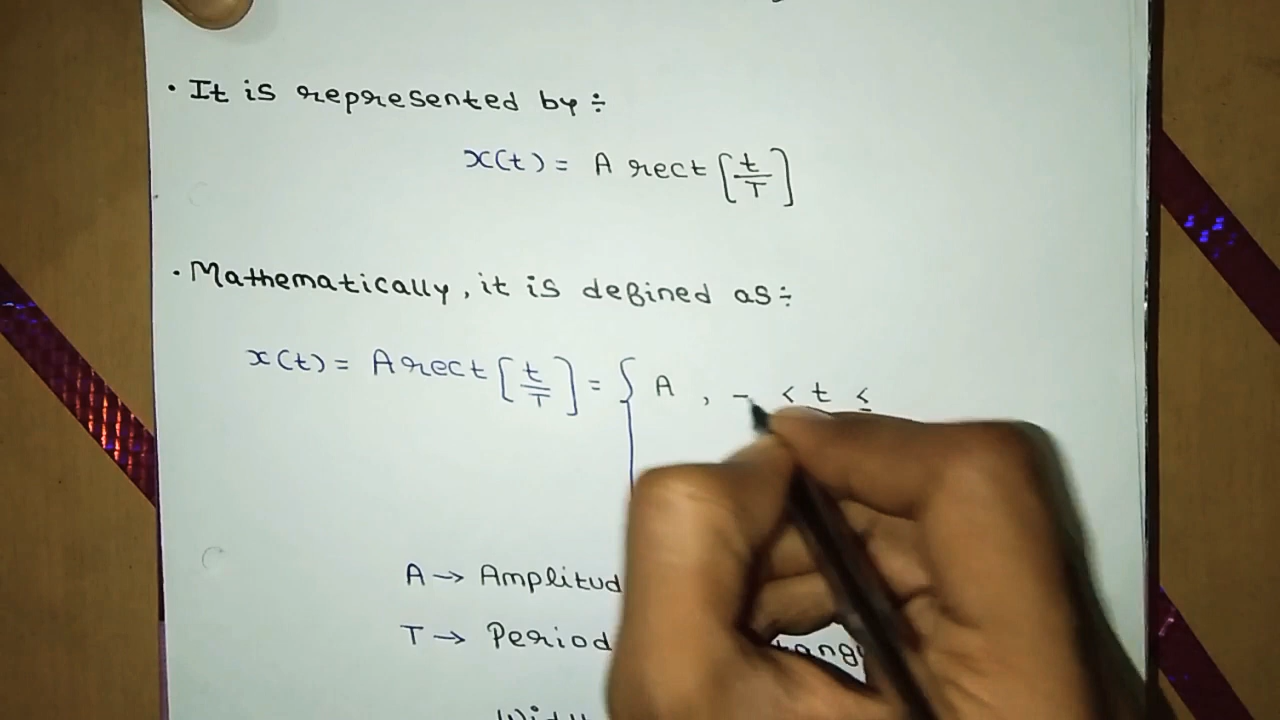 · It is represented by÷
x(t) = A rect [t/T]
· Mathematically, it is defined as÷
x(t) = A rect [t/T] = { A , - < t ≤
A → Amplitud
T → Period